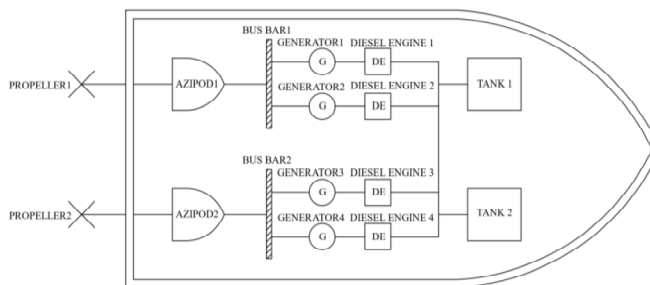 BUS BAR1
GENERATOR1 DIESEL ENGINE 1
G DE
PROPELLER1
AZIPOD1
TANK 1
GENERATOR2 DIESEL ENGINE 2
G DE
BUS BAR2
GENERATOR3 DIESEL ENGINE 3
G DE
PROPELLER2
AZIPOD2
TANK 2
GENERATOR4 DIESEL ENGINE 4
G DE